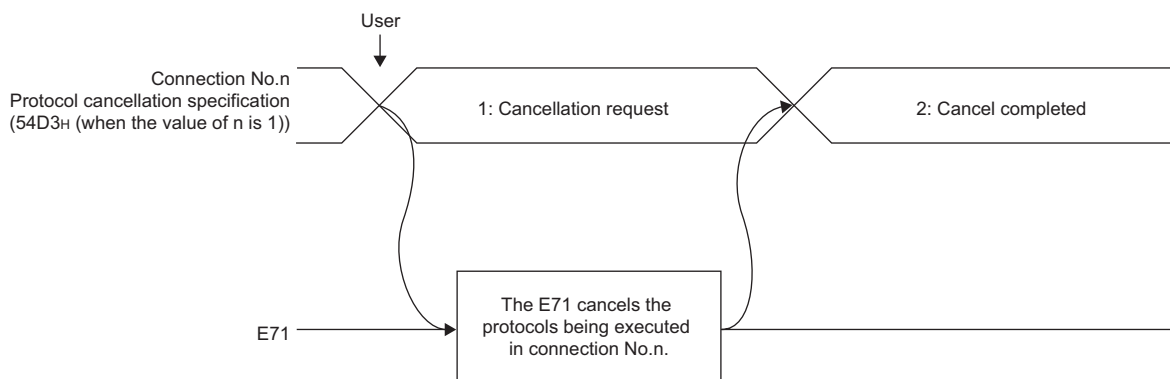 User
Connection No.n
Protocol cancellation specification
(54D3H (when the value of n is 1))
1: Cancellation request
2: Cancel completed
E71
The E71 cancels the
protocols being executed
in connection No.n.